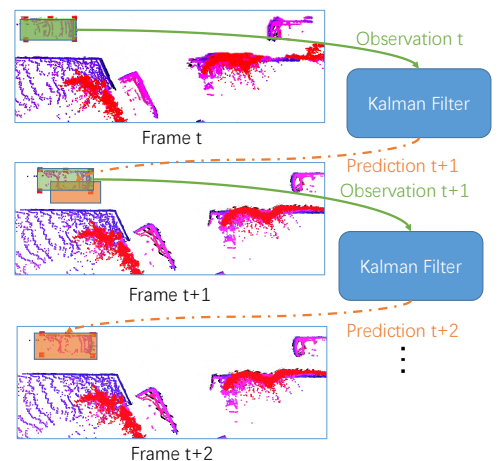 Observation t
Kalman Filter
Frame t
Prediction t+1
Observation t+1
Kalman Filter
Frame t+1
Prediction t+2
Frame t+2